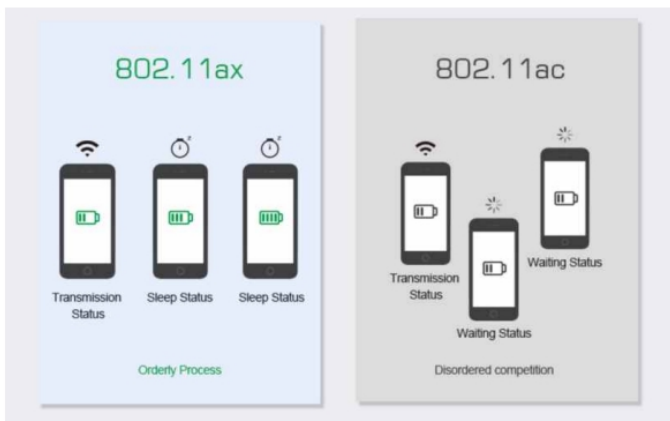 802.11ax
Transmission
Status
Sleep Status
Sleep Status
Orderly Process
802.11ac
Transmission
Status
Waiting Status
Waiting Status
Disordered competition